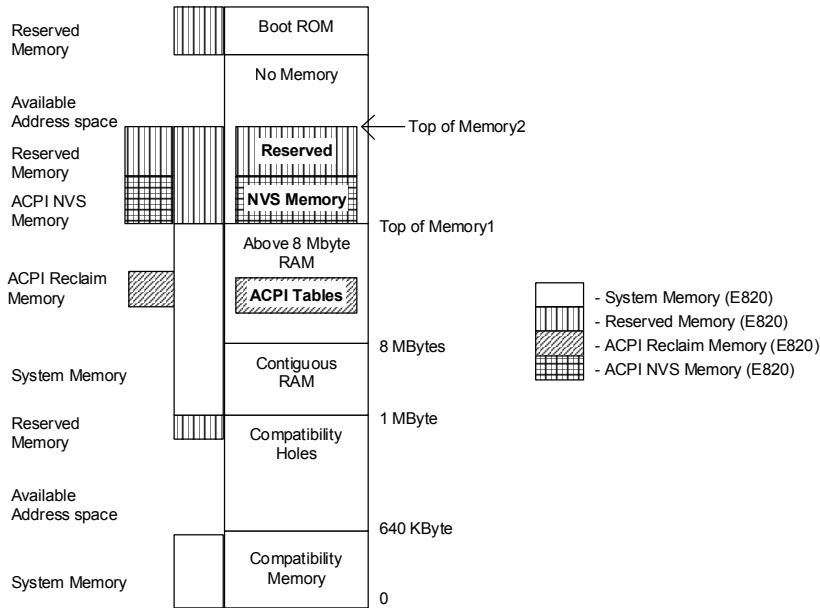 Reserved
Memory
Boot ROM
No Memory
Available
Address space
Top of Memory2
Reserved
Memory
Reserved
ACPI NVS
Memory
NVS Memory
Top of Memory1
Above 8 Mbyte
RAM
ACPI Reclaim
Memory
ACPI Tables
- System Memory (E820)
- Reserved Memory (E820)
- ACPI Reclaim Memory (E820)
- ACPI NVS Memory (E820)
8 MBytes
System Memory
Contiguous
RAM
1 MByte
Reserved
Memory
Compatibility
Holes
Available
Address space
640 KByte
System Memory
Compatibility
Memory
0